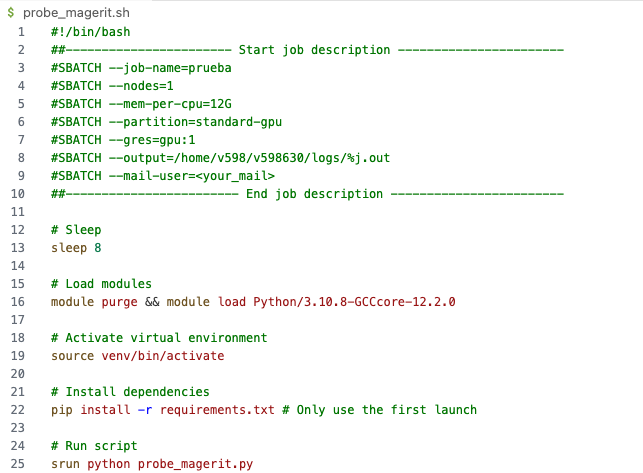 $ probe_magerit.sh
1 #!/bin/bash
2 ##----------------------- Start job description -----------------------
3 #SBATCH --job-name=prueba
4 #SBATCH --nodes=1
5 #SBATCH --mem-per-cpu=12G
6 #SBATCH --partition=standard-gpu
7 #SBATCH --gres=gpu:1
8 #SBATCH --output=/home/v598/v598630/logs/%j.out
9 #SBATCH --mail-user=<your_mail>
10 ##------------------------ End job description ------------------------
11
12 # Sleep
13 sleep 8
14
15 # Load modules
16 module purge && module load Python/3.10.8-GCCcore-12.2.0
17
18 # Activate virtual environment
19 source venv/bin/activate
20
21 # Install dependencies
22 pip install -r requirements.txt # Only use the first launch
23
24 # Run script
25 srun python probe_magerit.py